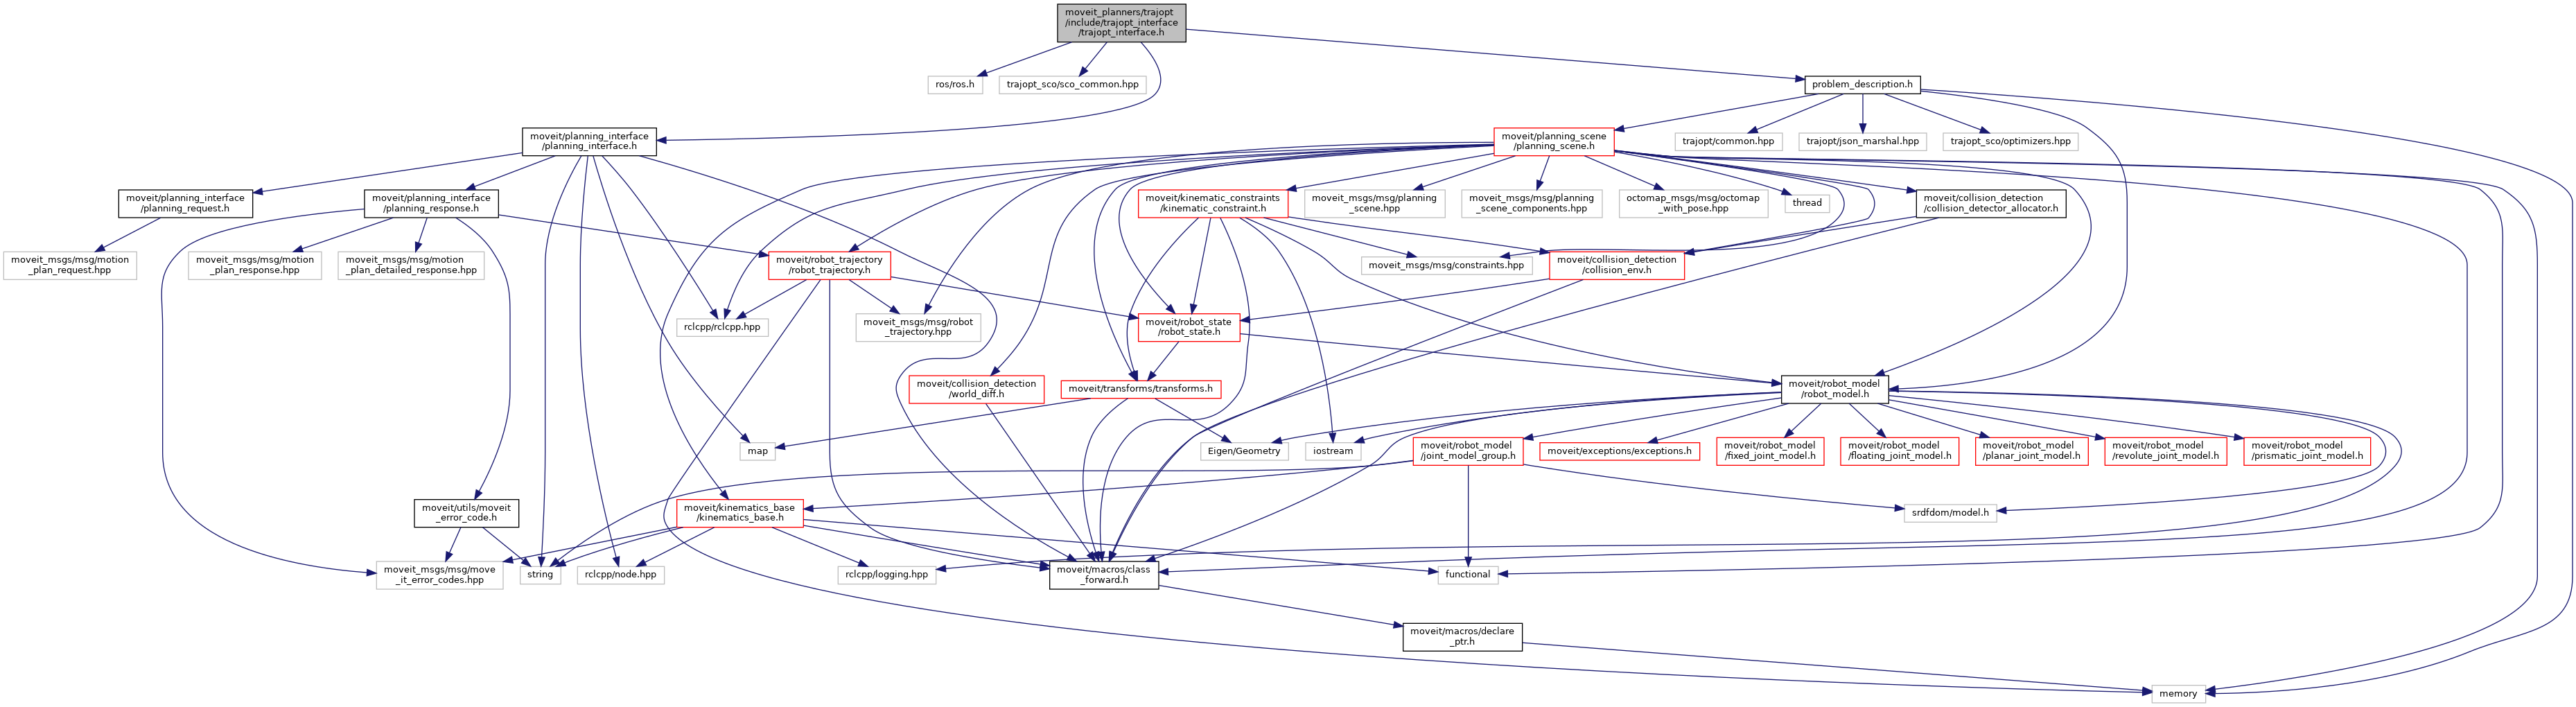 moveit_planners/trajopt
/include/trajopt_interface
/trajopt_interface.h
ros/ros.h
trajopt_sco/sco_common.hpp
problem_description.h
moveit/planning_interface
/planning_interface.h
moveit/planning_scene
/planning_scene.h
trajopt/common.hpp
trajopt/json_marshal.hpp
trajopt_sco/optimizers.hpp
moveit/planning_interface
/planning_request.h
moveit/planning_interface
/planning_response.h
moveit/kinematic_constraints
/kinematic_constraint.h
moveit_msgs/msg/planning
_scene.hpp
moveit_msgs/msg/planning
_scene_components.hpp
octomap_msgs/msg/octomap
_with_pose.hpp
thread
moveit/collision_detection
/collision_detector_allocator.h
moveit_msgs/msg/motion
_plan_request.hpp
moveit_msgs/msg/motion
_plan_response.hpp
moveit_msgs/msg/motion
_plan_detailed_response.hpp
moveit/robot_trajectory
/robot_trajectory.h
moveit_msgs/msg/constraints.hpp
moveit/collision_detection
/collision_env.h
rclcpp/rclcpp.hpp
moveit_msgs/msg/robot
_trajectory.hpp
moveit/robot_state
/robot_state.h
moveit/collision_detection
/world_diff.h
moveit/transforms/transforms.h
moveit/robot_model
/robot_model.h
map
Eigen/Geometry
iostream
moveit/robot_model
/joint_model_group.h
moveit/exceptions/exceptions.h
moveit/robot_model
/fixed_joint_model.h
moveit/robot_model
/floating_joint_model.h
moveit/robot_model
/planar_joint_model.h
moveit/robot_model
/revolute_joint_model.h
moveit/robot_model
/prismatic_joint_model.h
moveit/utils/moveit
_error_code.h
moveit/kinematics_base
/kinematics_base.h
srdfdom/model.h
moveit_msgs/msg/move
_it_error_codes.hpp
string
rclcpp/node.hpp
rclcpp/logging.hpp
moveit/macros/class
_forward.h
functional
moveit/macros/declare
_ptr.h
memory